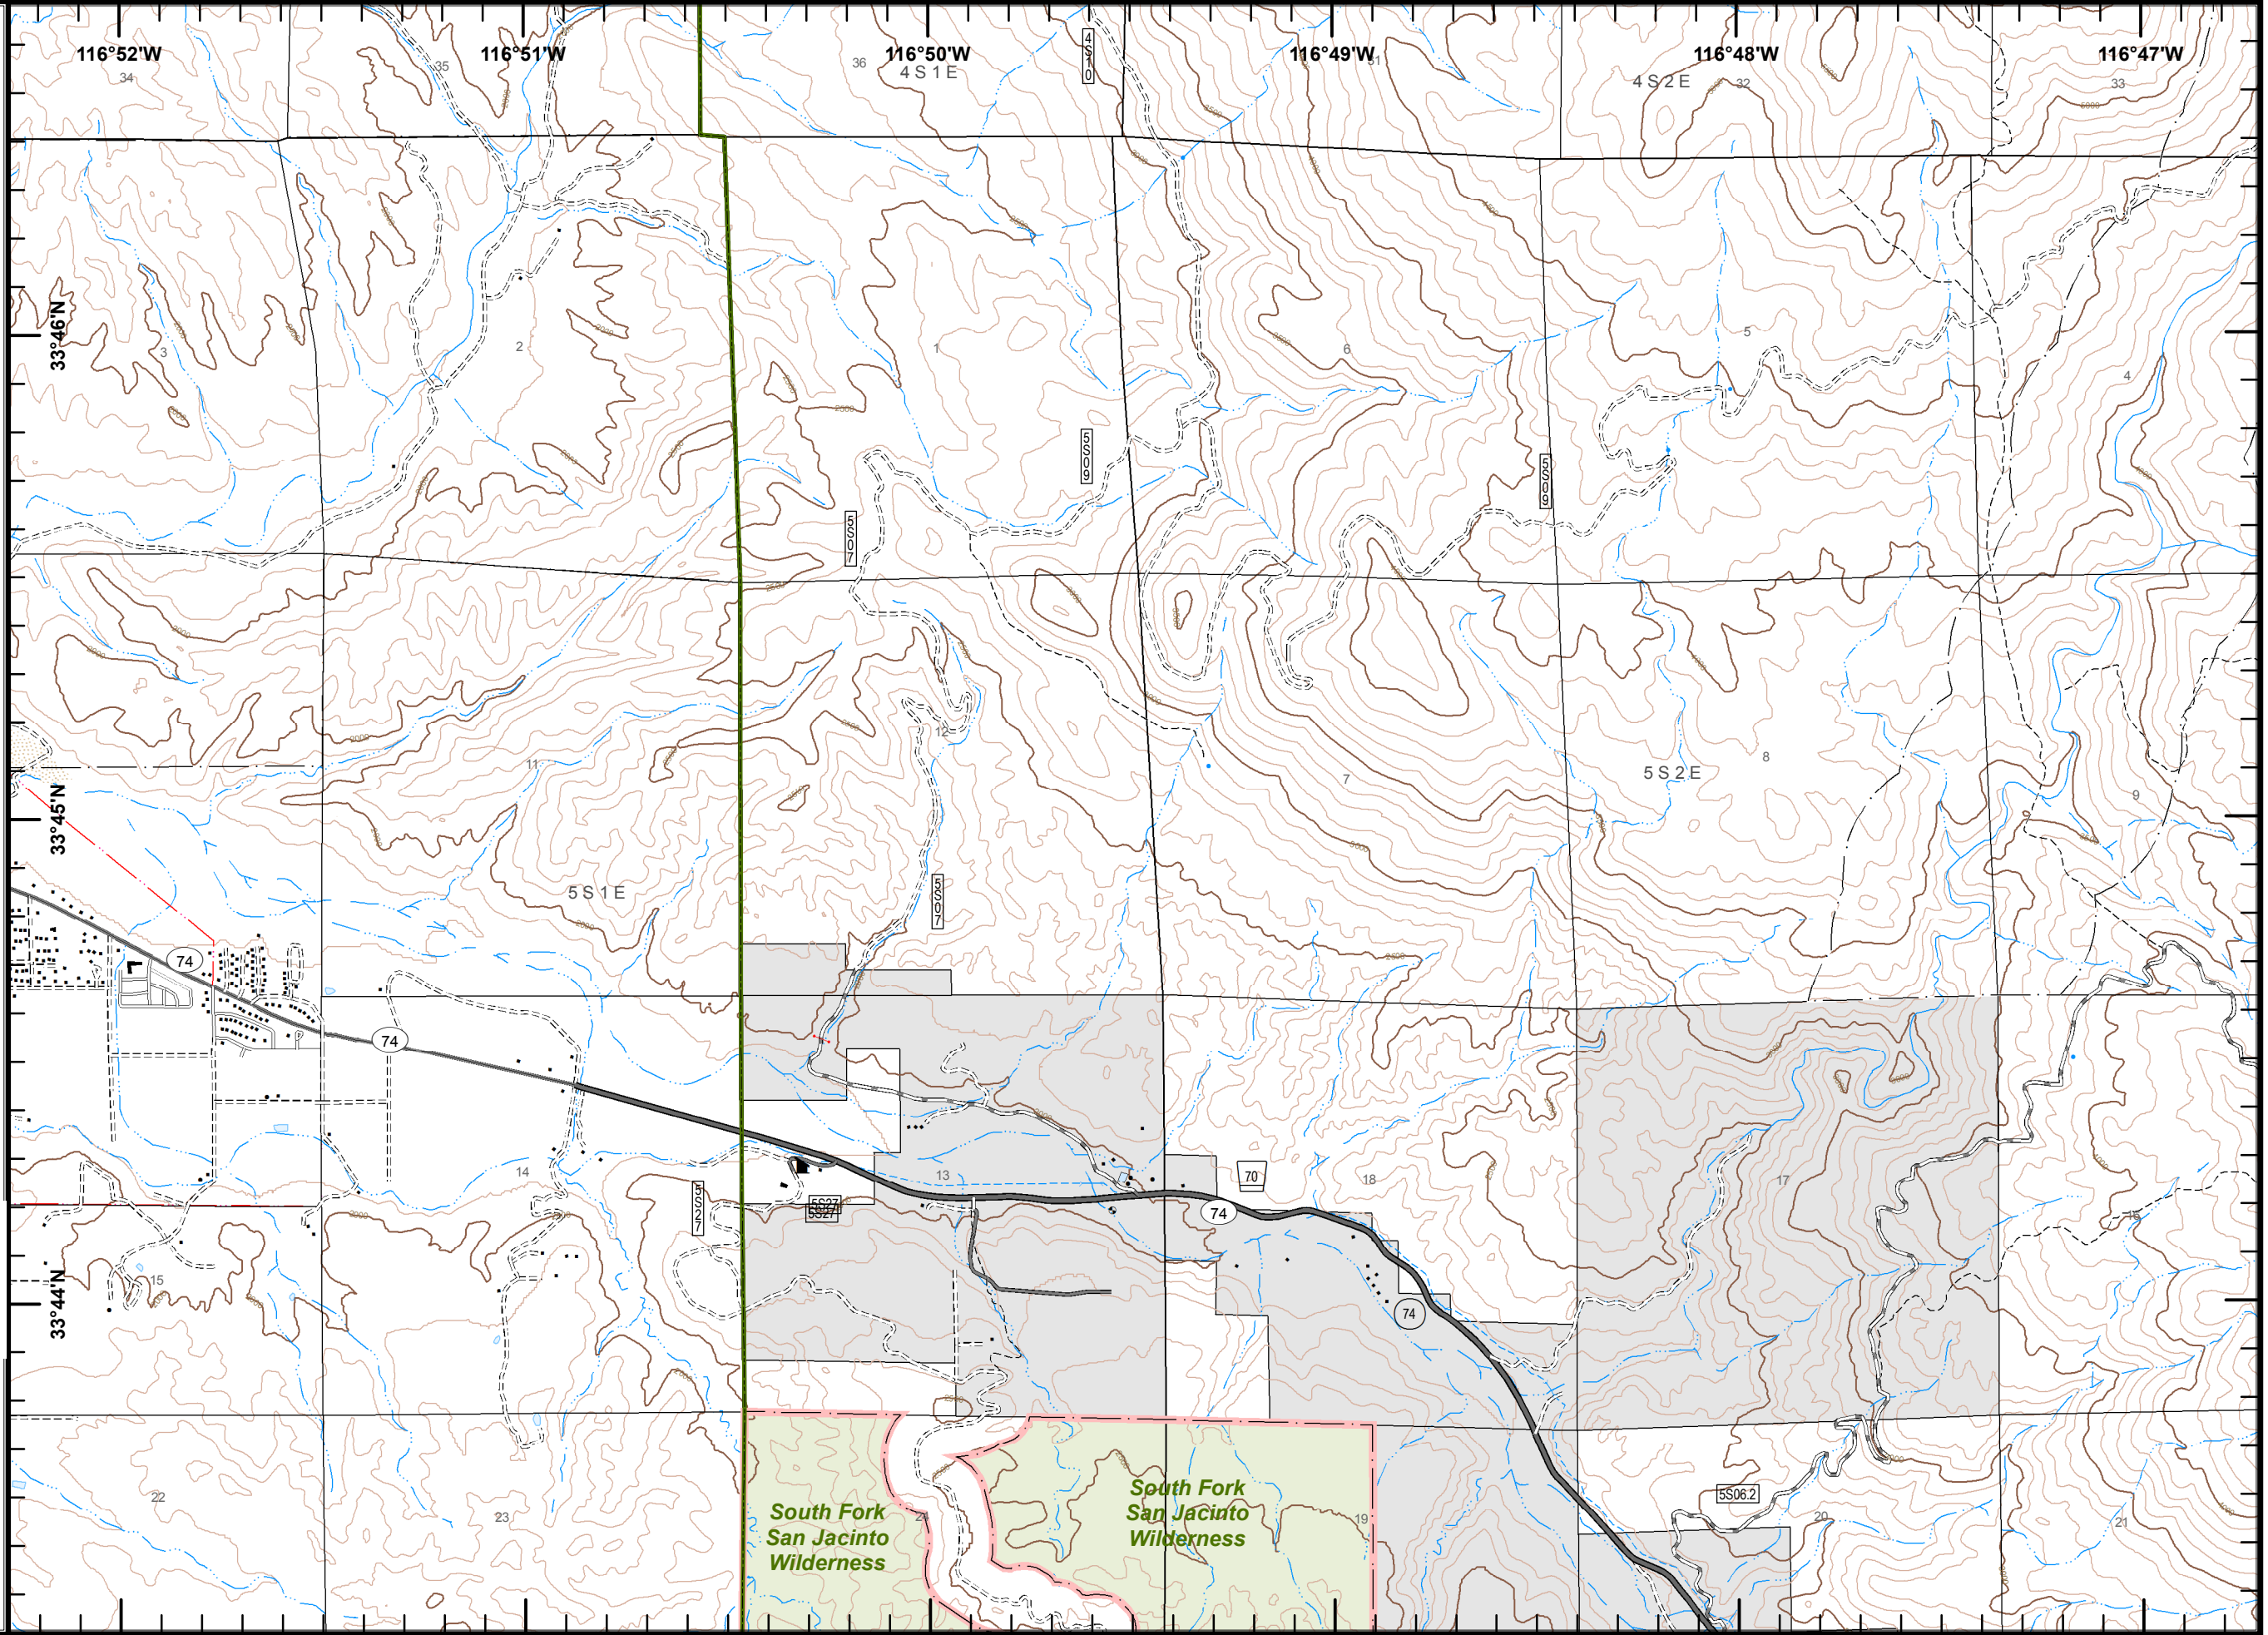 116°52'W
116°51'W
116°50'W
116°49'W
116°48'W
116°47'W
34
35
36
4 S 1 E
4S10
31
4 S 2 E
32
33
33°46'N
3
2
1
6
5
4
5S09
5S09
5S07
33°45'N
11
12
7
5 S 2 E
8
9
5 S 1 E
5S07
74
74
14
13
70
18
17
16
5S27
5S27
5S27
74
74
33°44'N
15
22
23
24
19
20
21
5S06.2
South Fork
San Jacinto
Wilderness
South Fork
San Jacinto
Wilderness